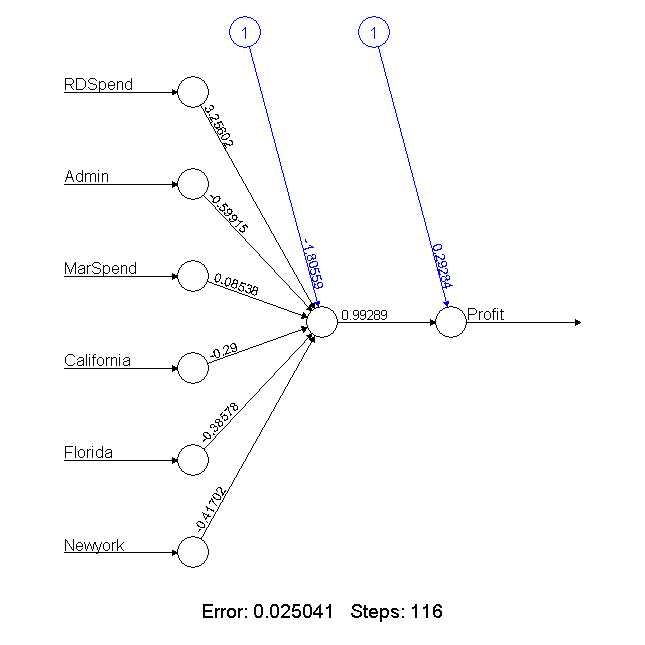 1
1
RDSpend
3.25602
Admin
-0.59915
MarSpend
0.08538
-1.80559
0.29284
0.99289
Profit
California
-0.29
Florida
-0.38578
Newyork
-0.41702
Error: 0.025041 Steps: 116